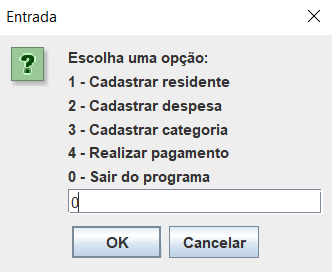 Entrada
Escolha uma opção:
1 - Cadastrar residente
2 - Cadastrar despesa
3 - Cadastrar categoria
4 - Realizar pagamento
0 - Sair do programa
0
OK
Cancelar